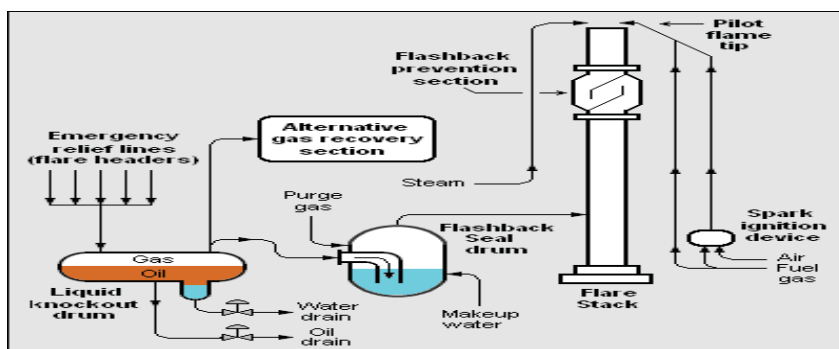 Pilot
flame
tip
Flashback
prevention
section
Alternative
gas recovery
section
Emergency
relief lines
(flare headers)
Steam
Purge
gas
Flashback
Seal
drum
Spark
ignition
device
Gas
Oil
Air
Fuel
gas
Liquid
knockout
drum
Water
drain
Oil
drain
Makeup
water
Flare
Stack